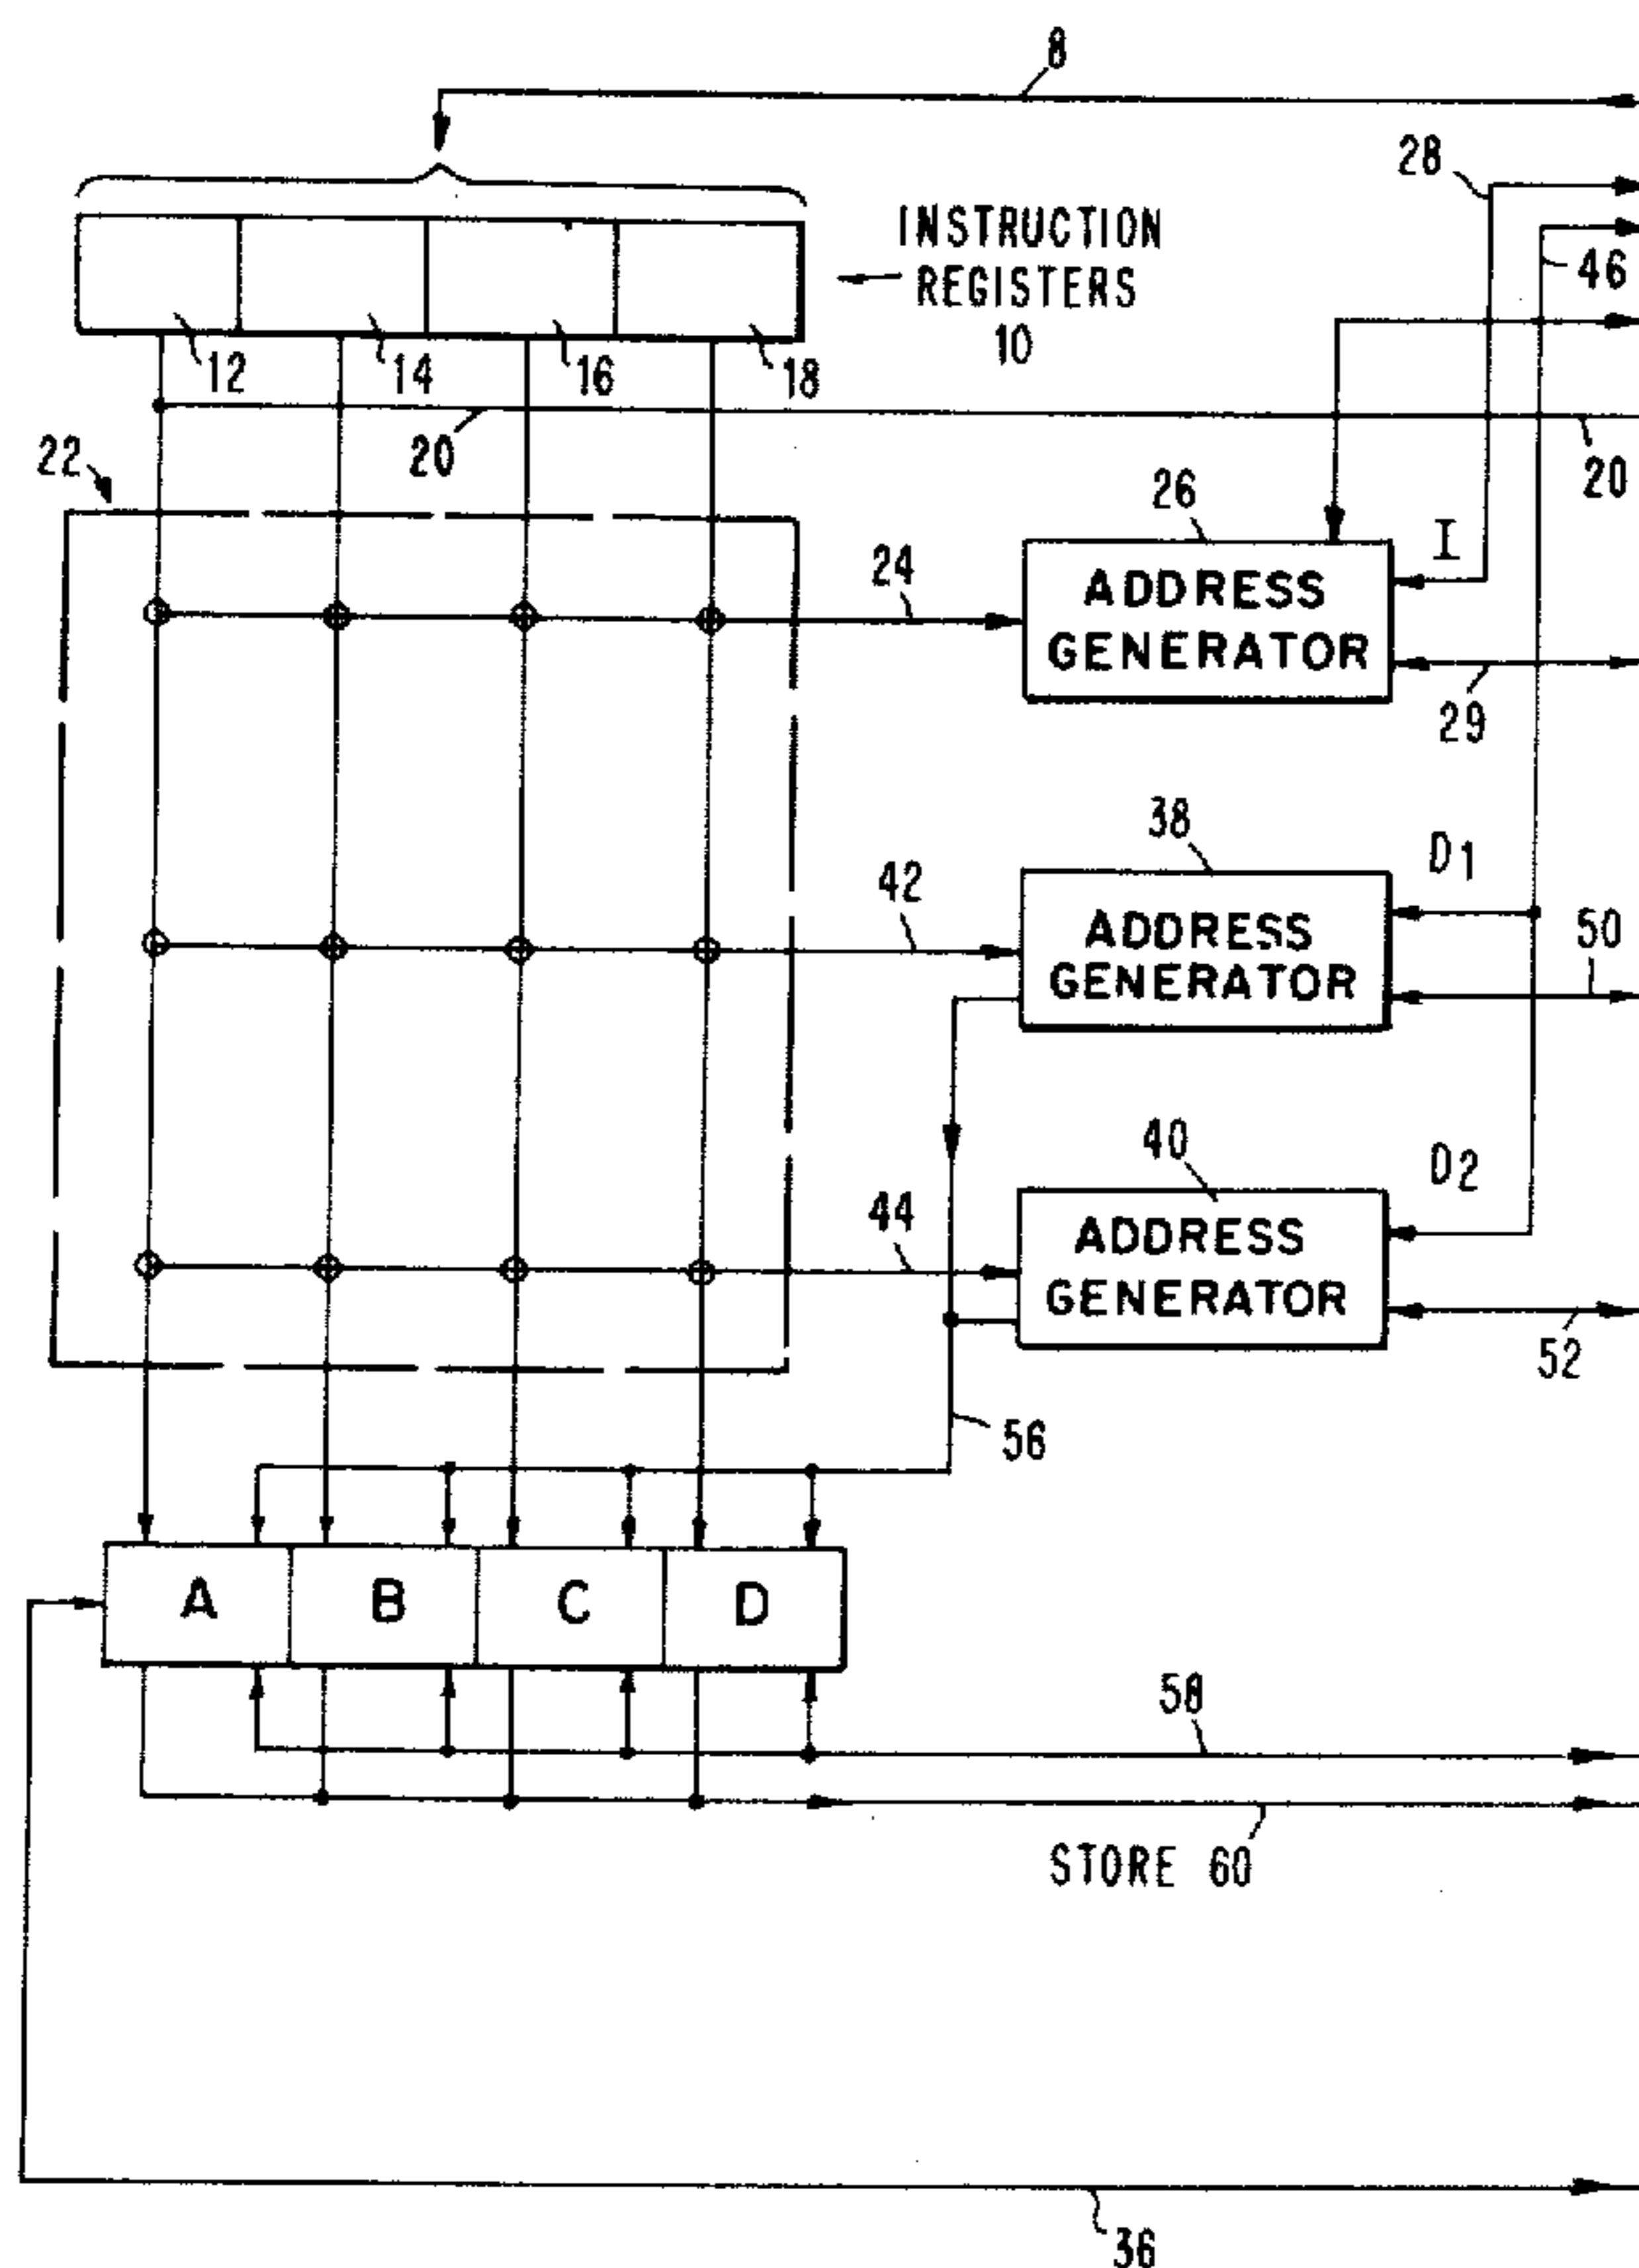 8
28
INSTRUCTION
REGISTERS
10
46
12
14
16
18
20
20
22
26
24
I
ADDRESS
GENERATOR
29
38
D1
42
ADDRESS
GENERATOR
50
40
D2
44
ADDRESS
GENERATOR
52
56
A B C D
58
STORE 60
36